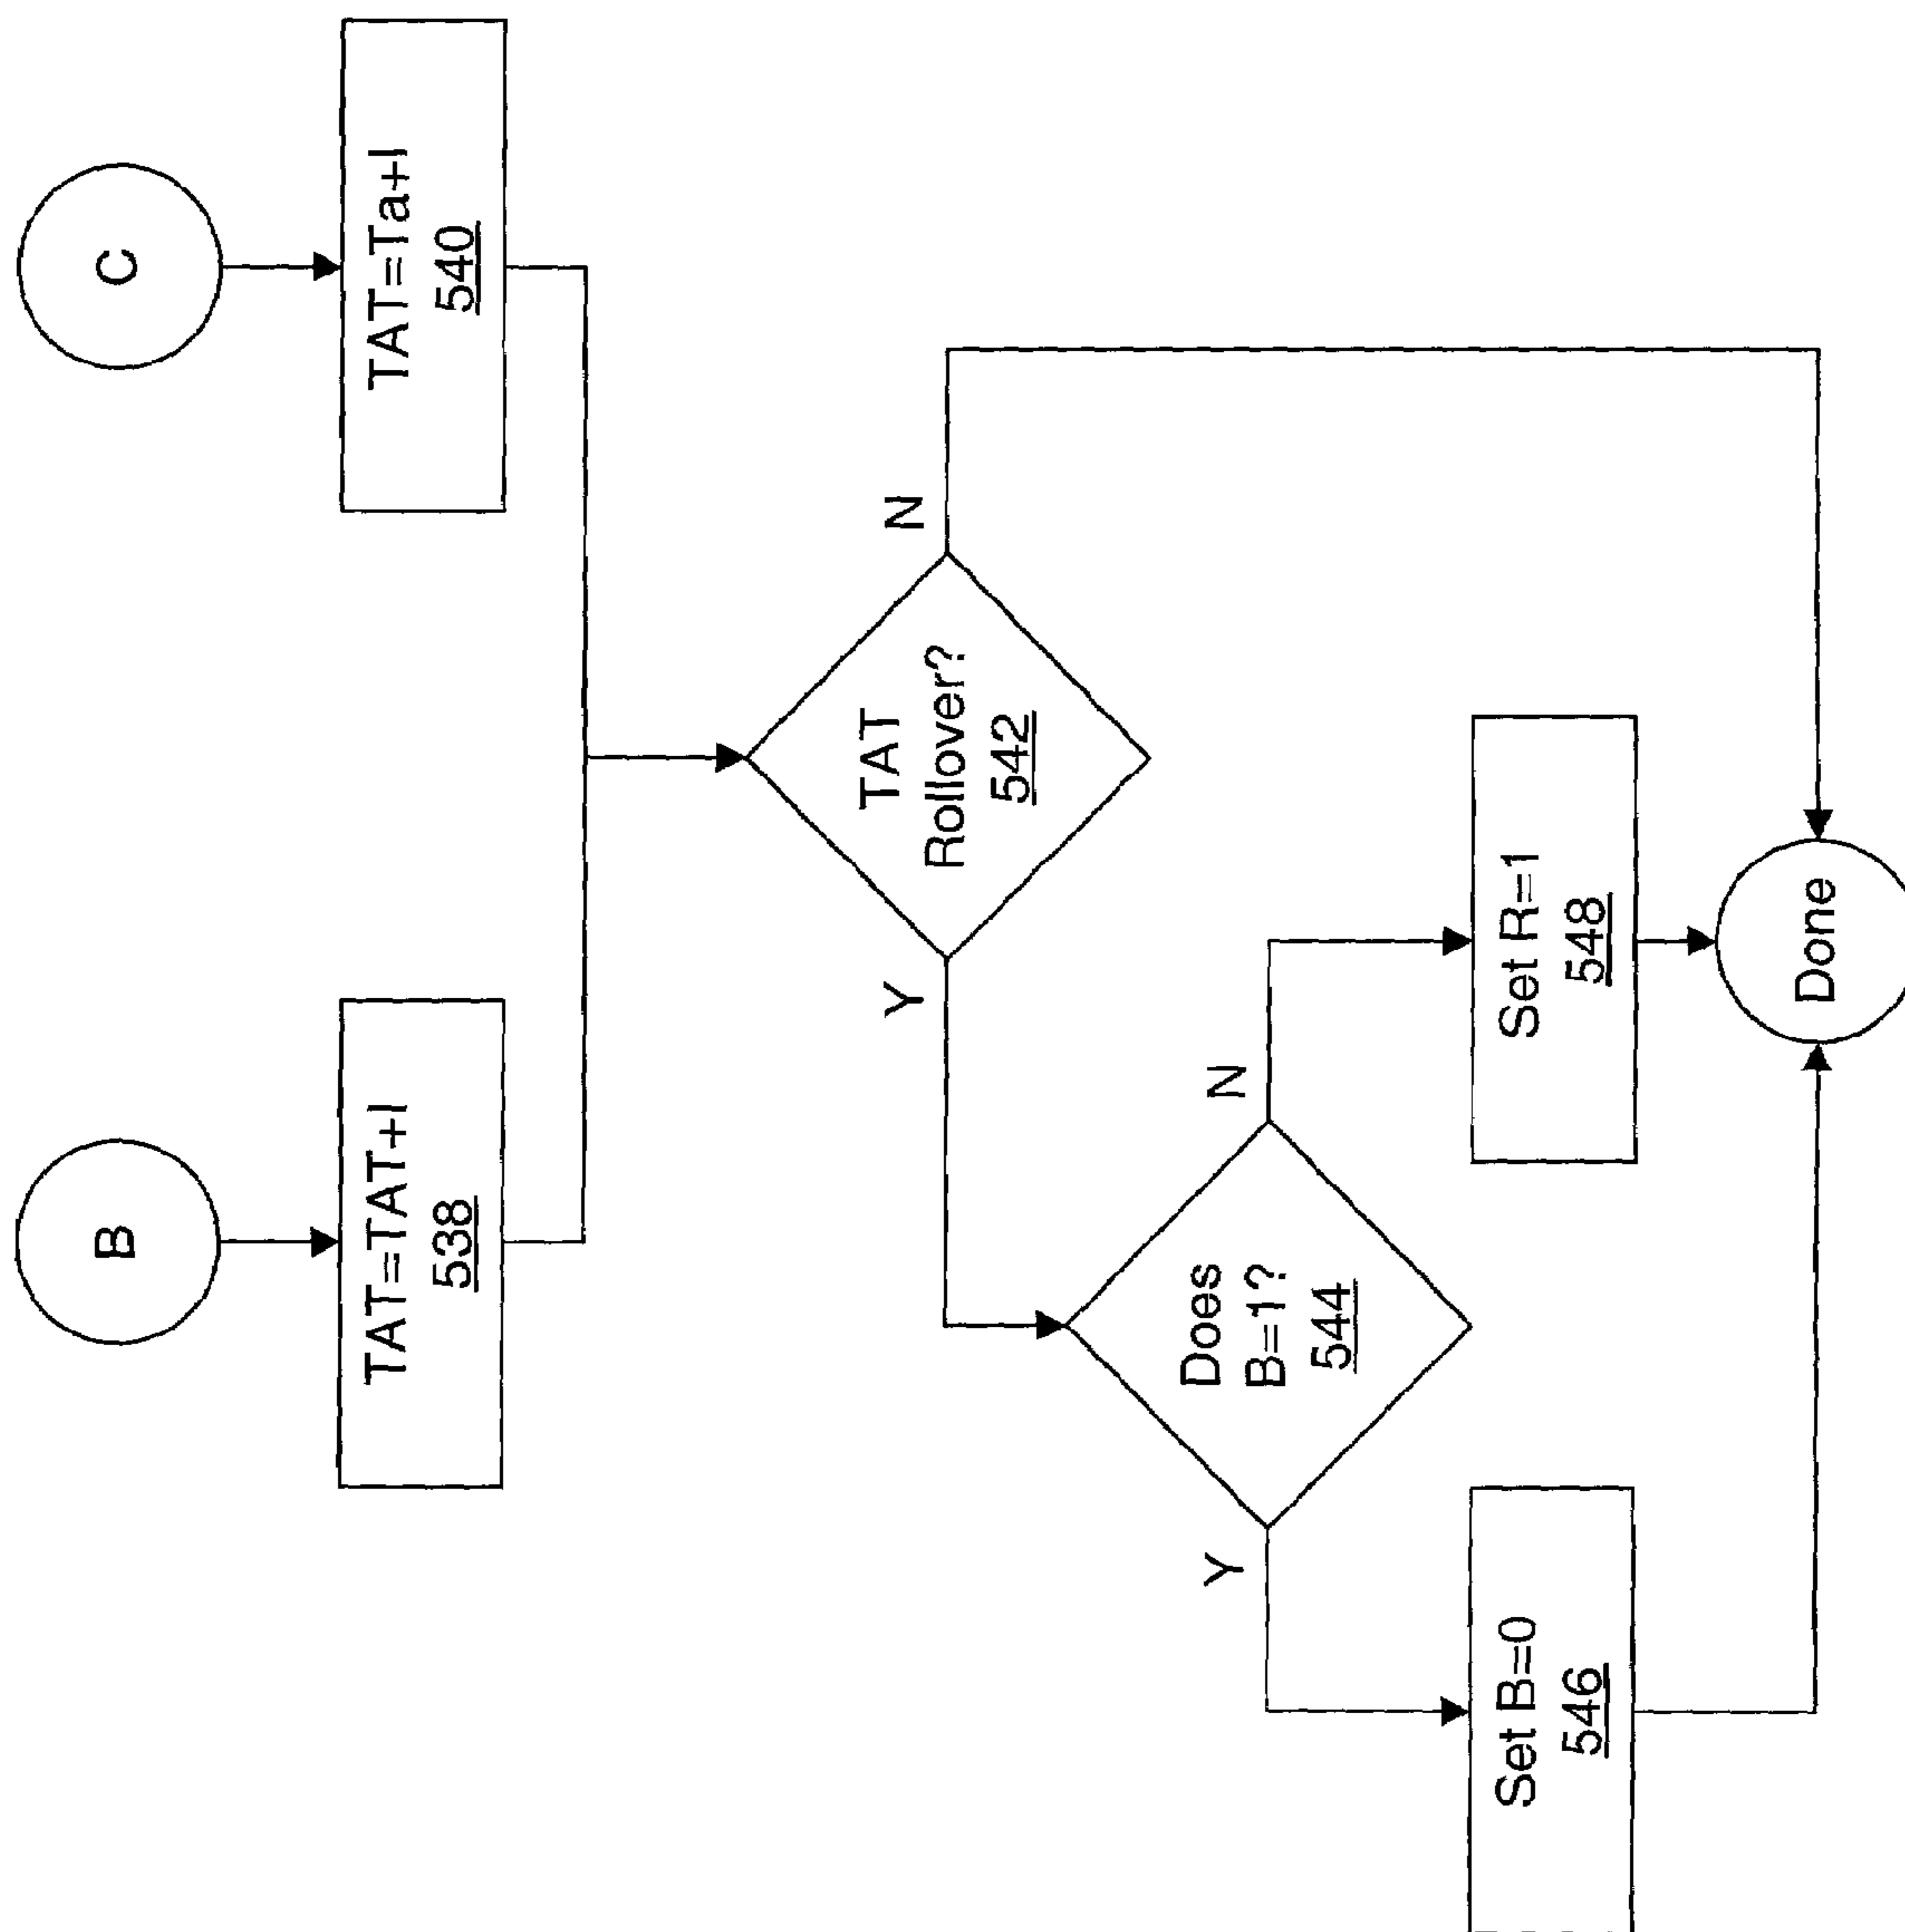 B
C
TAT=TAT+I
538
TAT=Ta+I
540
TAT
Rollover?
542
Y
N
Does
B=1?
544
Y
N
Set B=0
546
Set R=1
548
Done